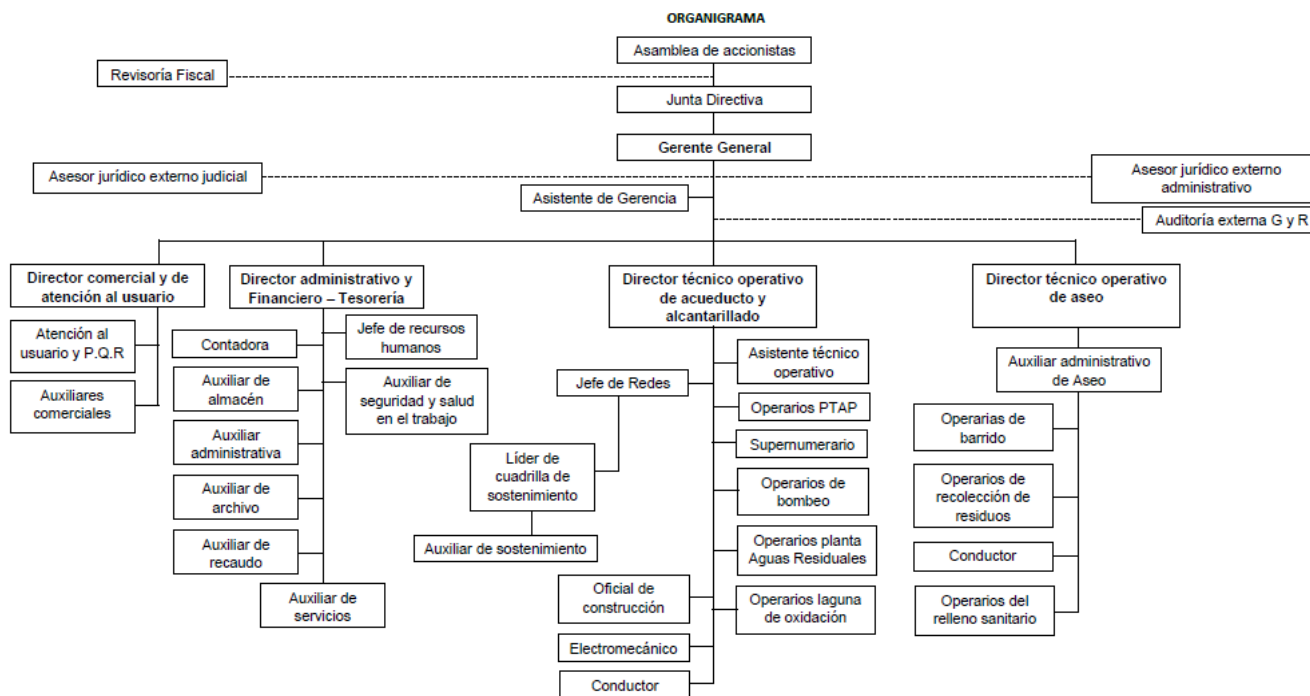 ORGANIGRAMA
Asamblea de accionistas
Revisoría Fiscal
Junta Directiva
Gerente General
Asesor jurídico externo judicial
Asesor jurídico externo
administrativo
Asistente de Gerencia
Auditoría externa G y R
Director comercial y de
atención al usuario
Atención al
usuario y P.Q.R
Auxiliares
comerciales
Director administrativo y
Financiero – Tesorería
Contadora
Jefe de recursos
humanos
Auxiliar de
almacén
Auxiliar de
seguridad y salud
en el trabajo
Auxiliar
administrativa
Auxiliar de
archivo
Auxiliar de
recaudo
Auxiliar de
servicios
Director técnico operativo
de acueducto y
alcantarillado
Asistente técnico
operativo
Jefe de Redes
Operarios PTAP
Supernumerario
Líder de
cuadrilla de
sostenimiento
Operarios de
bombeo
Auxiliar de sostenimiento
Operarios planta
Aguas Residuales
Oficial de
construcción
Operarios laguna
de oxidación
Electromecánico
Conductor
Director técnico operativo
de aseo
Auxiliar administrativo
de Aseo
Operarias de
barrido
Operarios de
recolección de
residuos
Conductor
Operarios del
relleno sanitario